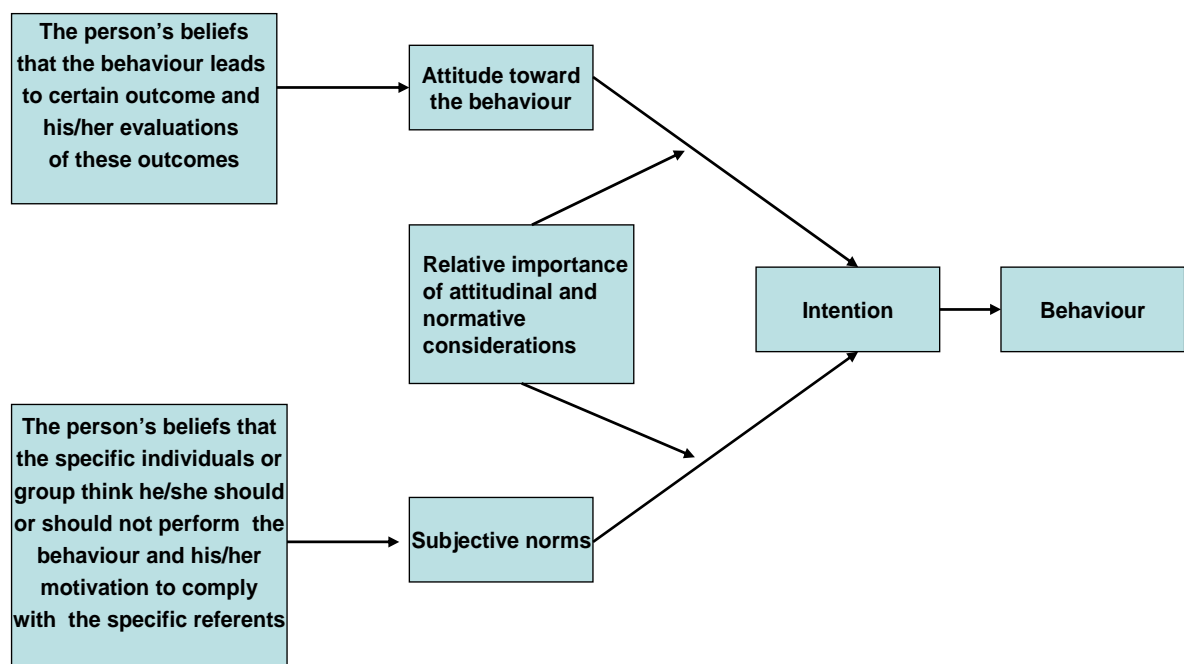 The person’s beliefs
that the behaviour leads
to certain outcome and
his/her evaluations
of these outcomes
Attitude toward
the behaviour
Relative importance
of attitudinal and
normative
considerations
Intention
Behaviour
The person’s beliefs that
the specific individuals or
group think he/she should
or should not perform the
behaviour and his/her
motivation to comply
with the specific referents
Subjective norms